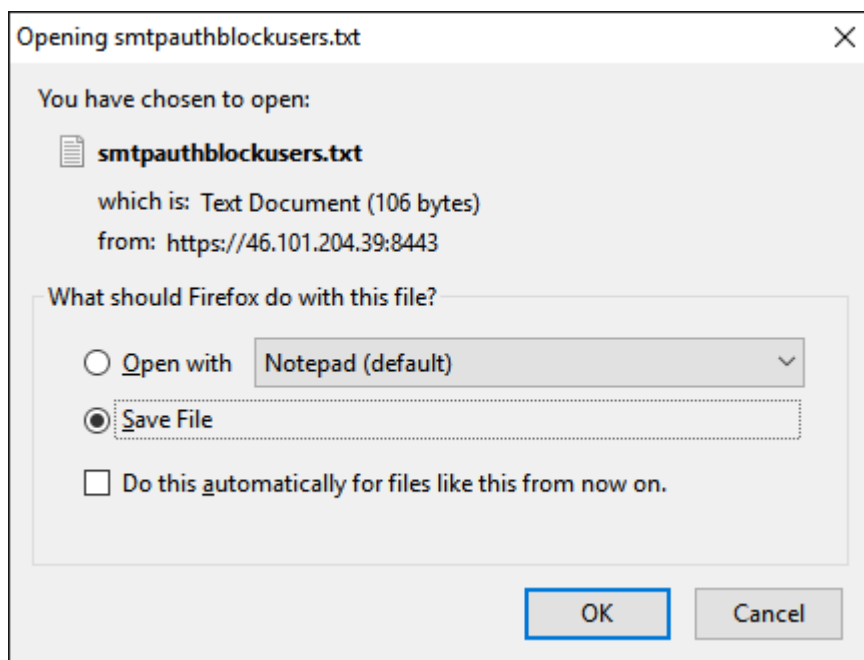 Opening smtpauthblockusers.txt
You have chosen to open:
smtpauthblockusers.txt
which is: Text Document (106 bytes)
from: https://46.101.204.39:8443
What should Firefox do with this file?
Open with Notepad (default)
Save File
Do this automatically for files like this from now on.
OK Cancel